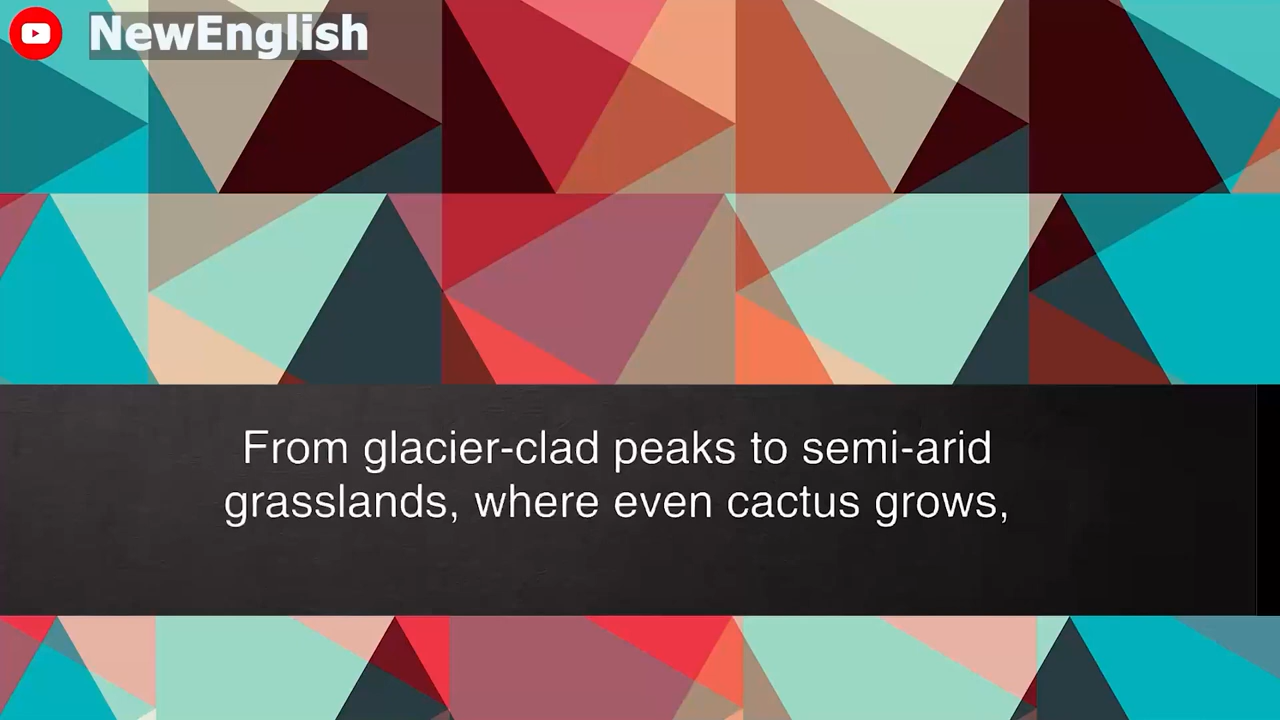 NewEnglish
From glacier-clad peaks to semi-arid
grasslands, where even cactus grows,